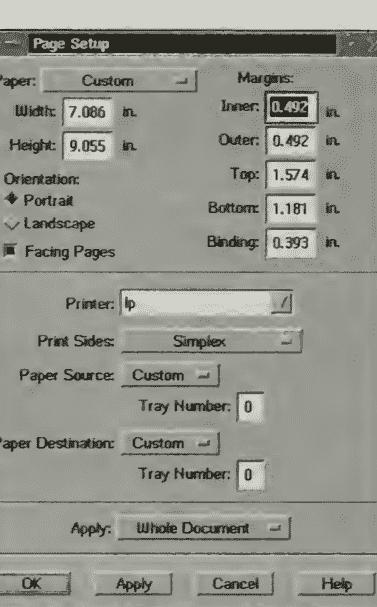 Page Setup
Paper: Custom Margins:
Width: 7.086 in. Inner: 0.492 in.
Height: 9.055 in. Outer: 0.492 in.
Orientation: Top: 1.574 in.
Portrait Bottom: 1.181 in.
Landscape Binding: 0.393 in.
Facing Pages
Printer: lp
Print Sides: Simplex
Paper Source: Custom
Tray Number: 0
Paper Destination: Custom
Tray Number: 0
Apply: Whole Document
OK Apply Cancel Help